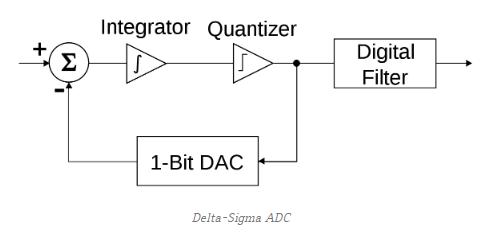 Integrator
Quantizer
+
Σ
-
∫
Digital
Filter
1-Bit DAC
Delta-Sigma ADC